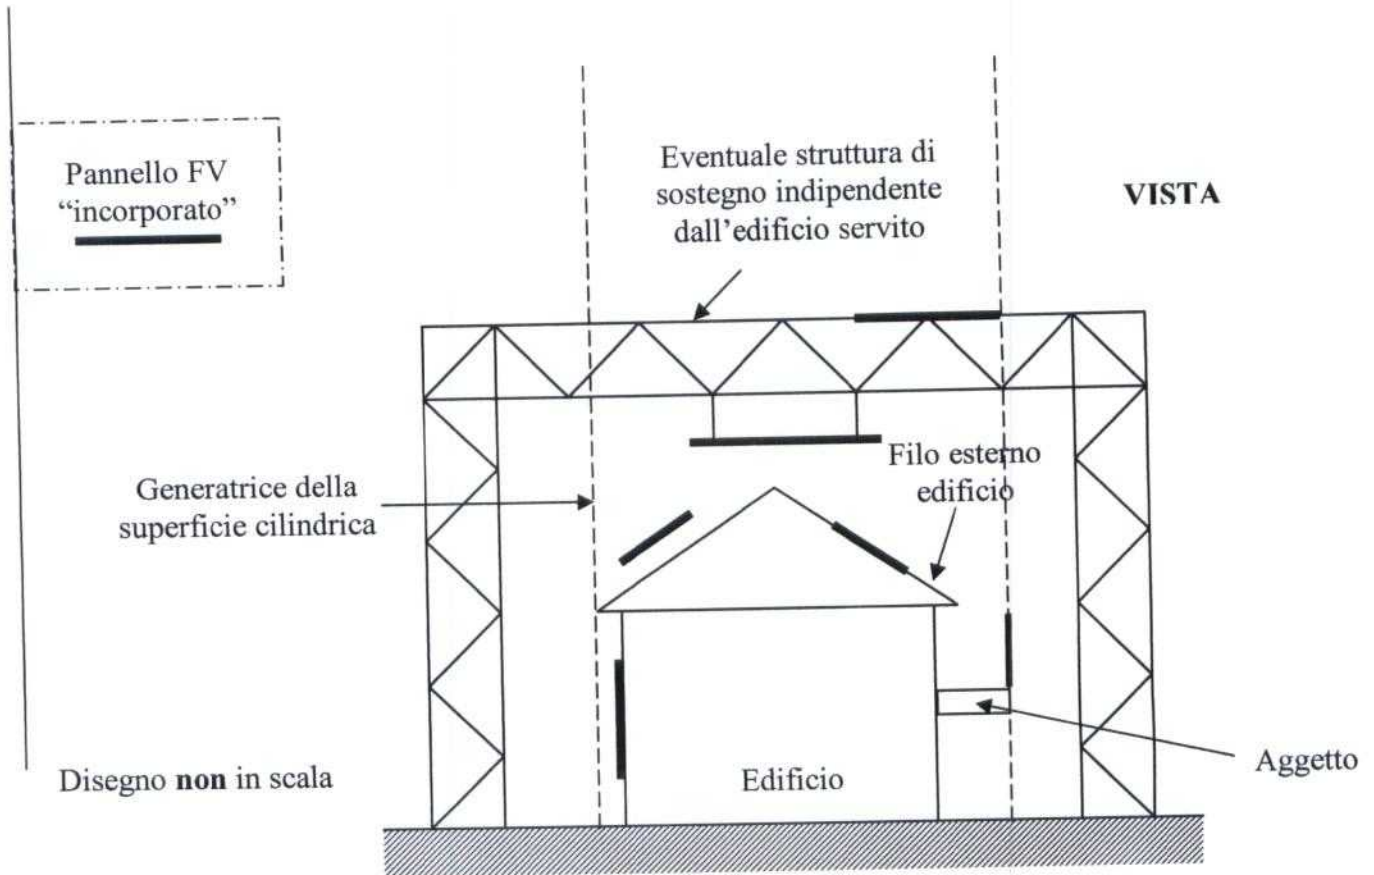 Pannello FV
“incorporato”
Eventuale struttura di
sostegno indipendente
dall’edificio servito
VISTA
Generatrice della
superficie cilindrica
Filo esterno
edificio
Disegno non in scala
Edificio
Aggetto